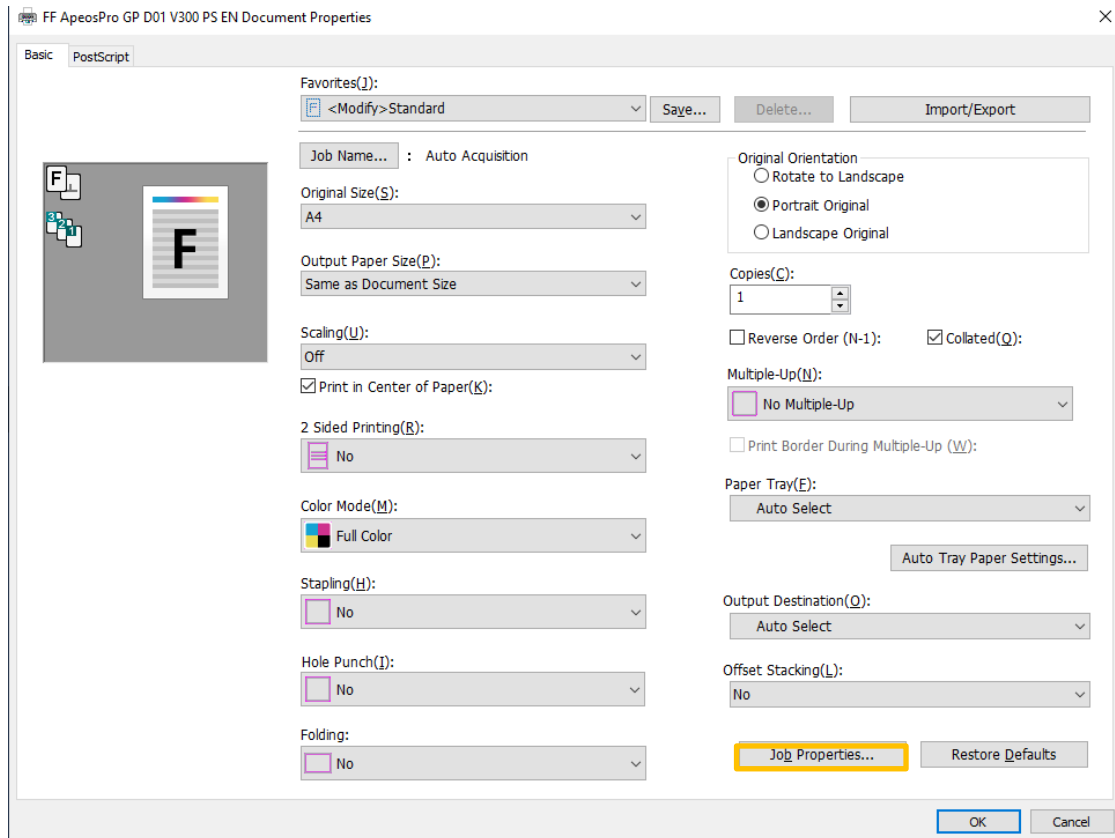 FF ApeosPro GP D01 V300 PS EN Document Properties
Basic PostScript
Favorites(J):
<Modify>Standard Save... Delete... Import/Export
Job Name... : Auto Acquisition
Original Size(S):
A4
Output Paper Size(P):
Same as Document Size
Scaling(U):
Off
Print in Center of Paper(K):
2 Sided Printing(R):
No
Color Mode(M):
Full Color
Stapling(H):
No
Hole Punch(I):
No
Folding:
No
Original Orientation
Rotate to Landscape
Portrait Original
Landscape Original
Copies(C):
1
Reverse Order (N-1): Collated(Q):
Multiple-Up(N):
No Multiple-Up
Print Border During Multiple-Up (W):
Paper Tray(F):
Auto Select
Auto Tray Paper Settings...
Output Destination(O):
Auto Select
Offset Stacking(L):
No
Job Properties... Restore Defaults
OK Cancel
F
3 2 1
F